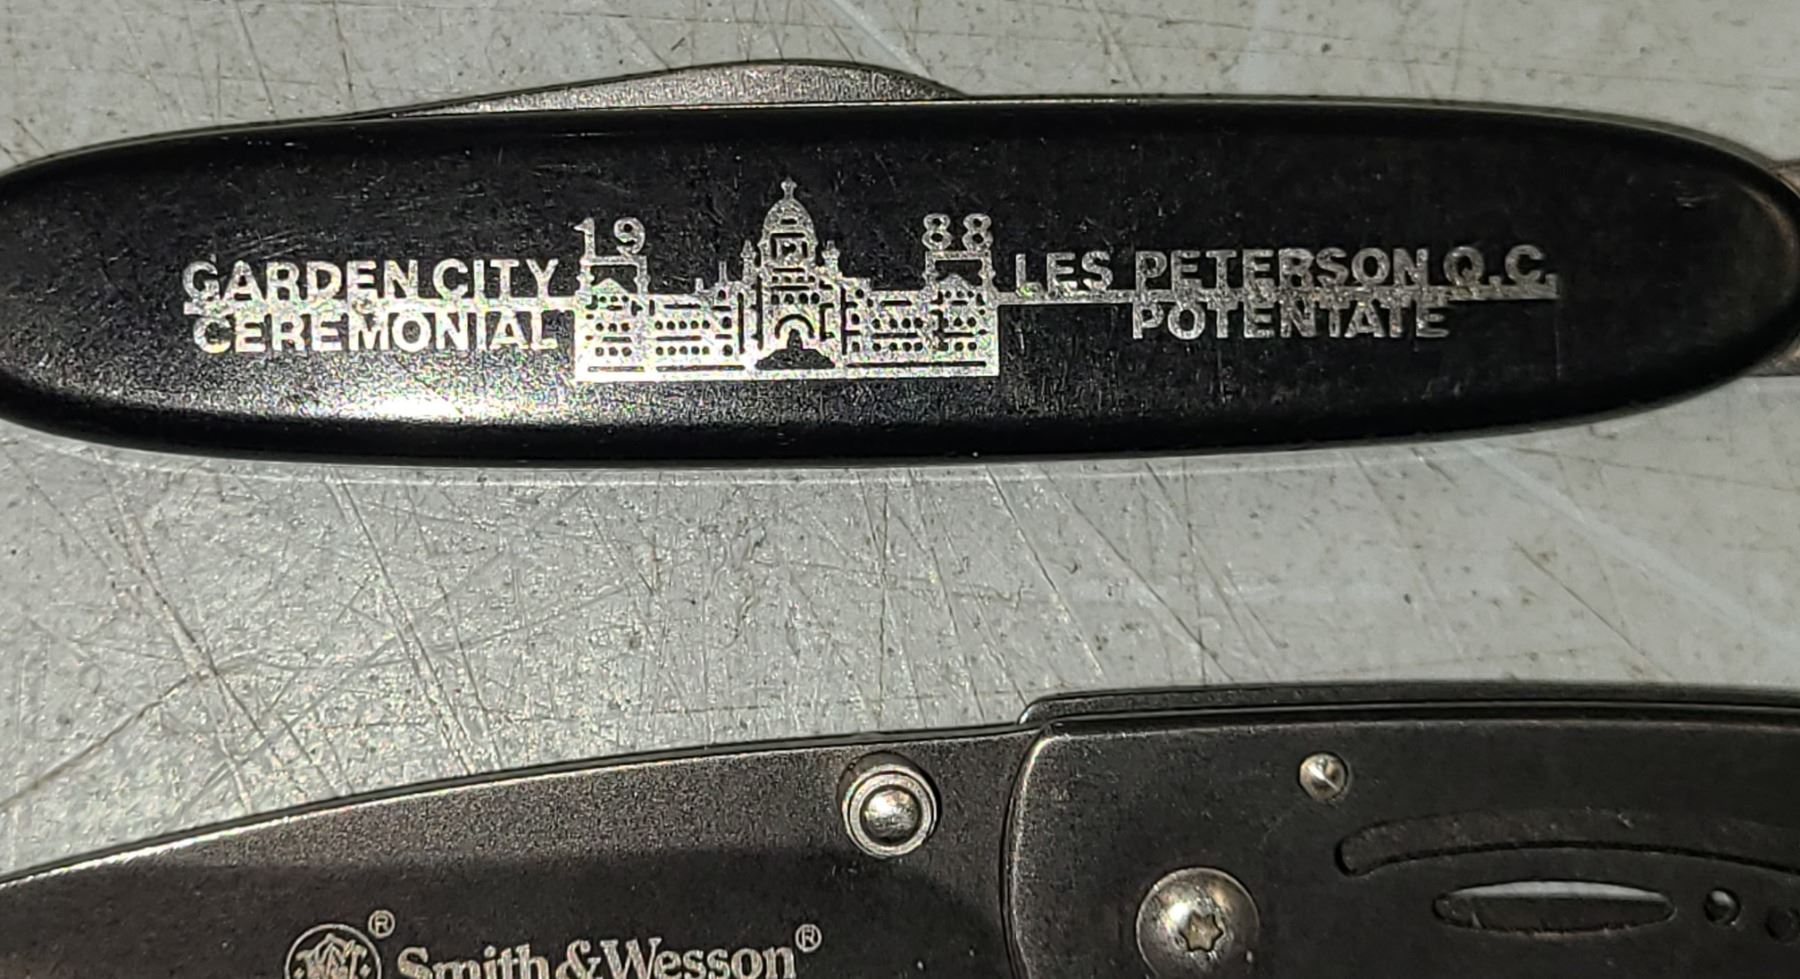 19 88
GARDEN CITY
CEREMONIAL
LES PETERSON Q.C.
POTENTATE
® Smith & Wesson®